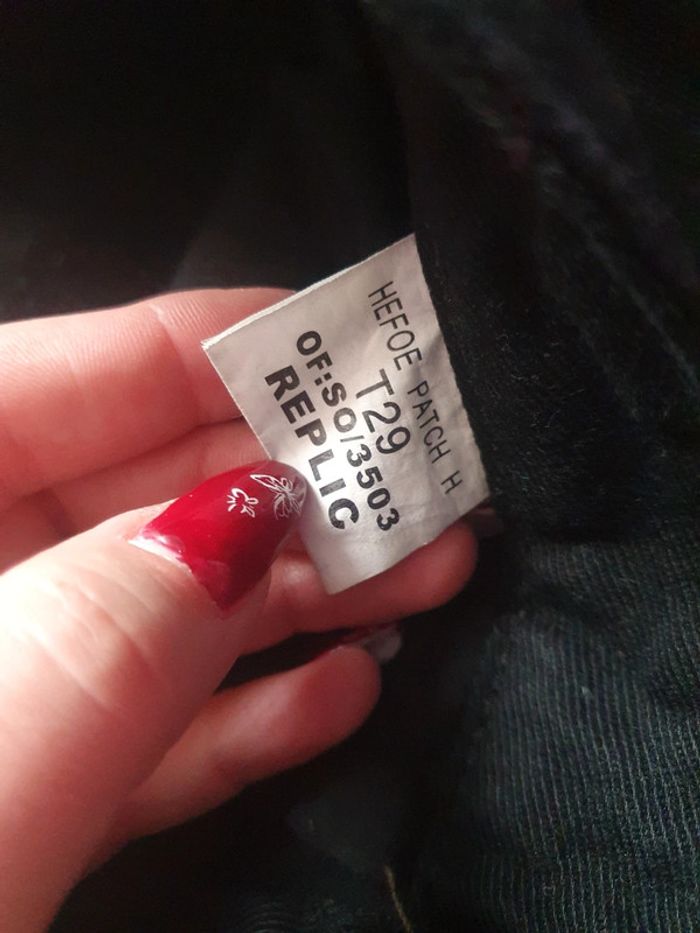 HEFOE PATCH H
T29
OF:SO/3503
REPLIC